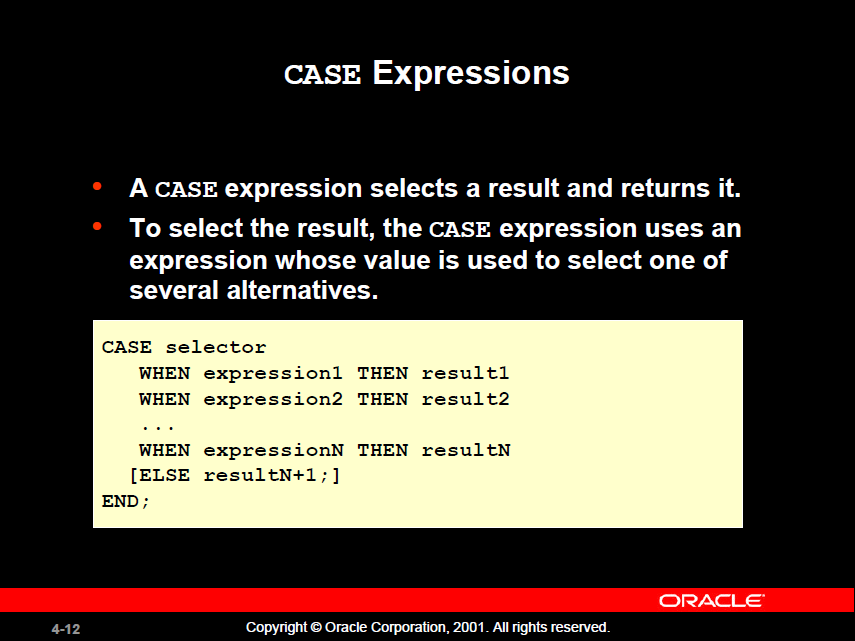 CASE Expressions
• A CASE expression selects a result and returns it.
• To select the result, the CASE expression uses an
expression whose value is used to select one of
several alternatives.
CASE selector
WHEN expression1 THEN result1
WHEN expression2 THEN result2
...
WHEN expressionN THEN resultN
[ELSE resultN+1;]
END;
ORACLE®
4-12
Copyright © Oracle Corporation, 2001. All rights reserved.